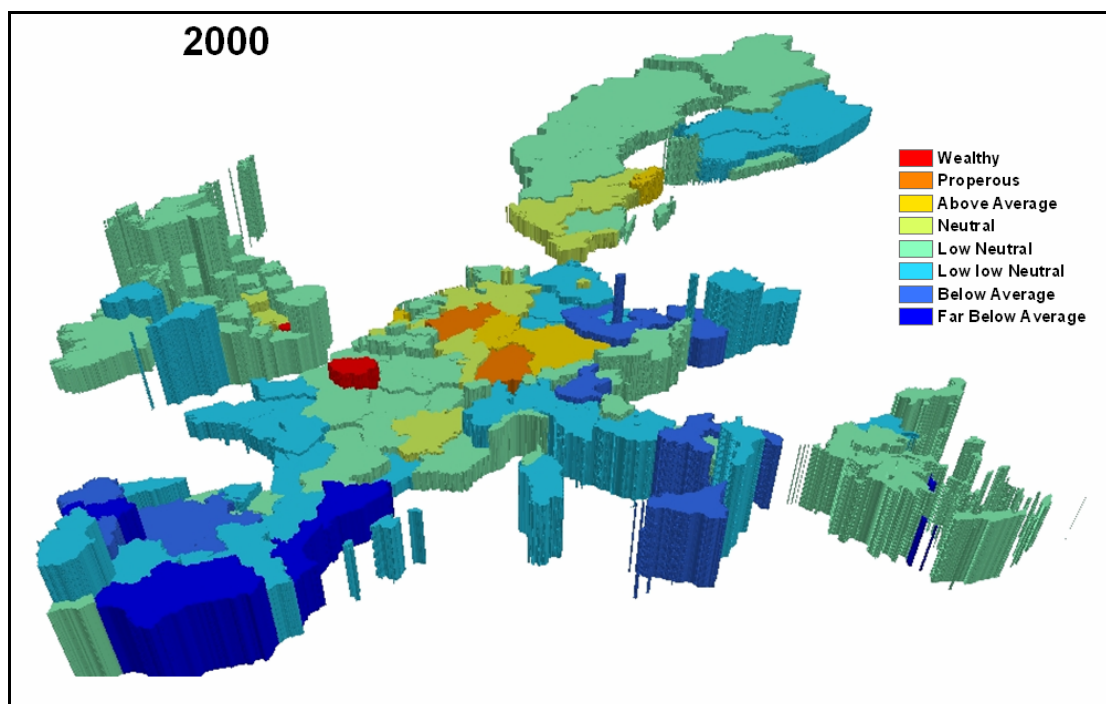 2000
Wealthy
Properous
Above Average
Neutral
Low Neutral
Low low Neutral
Below Average
Far Below Average